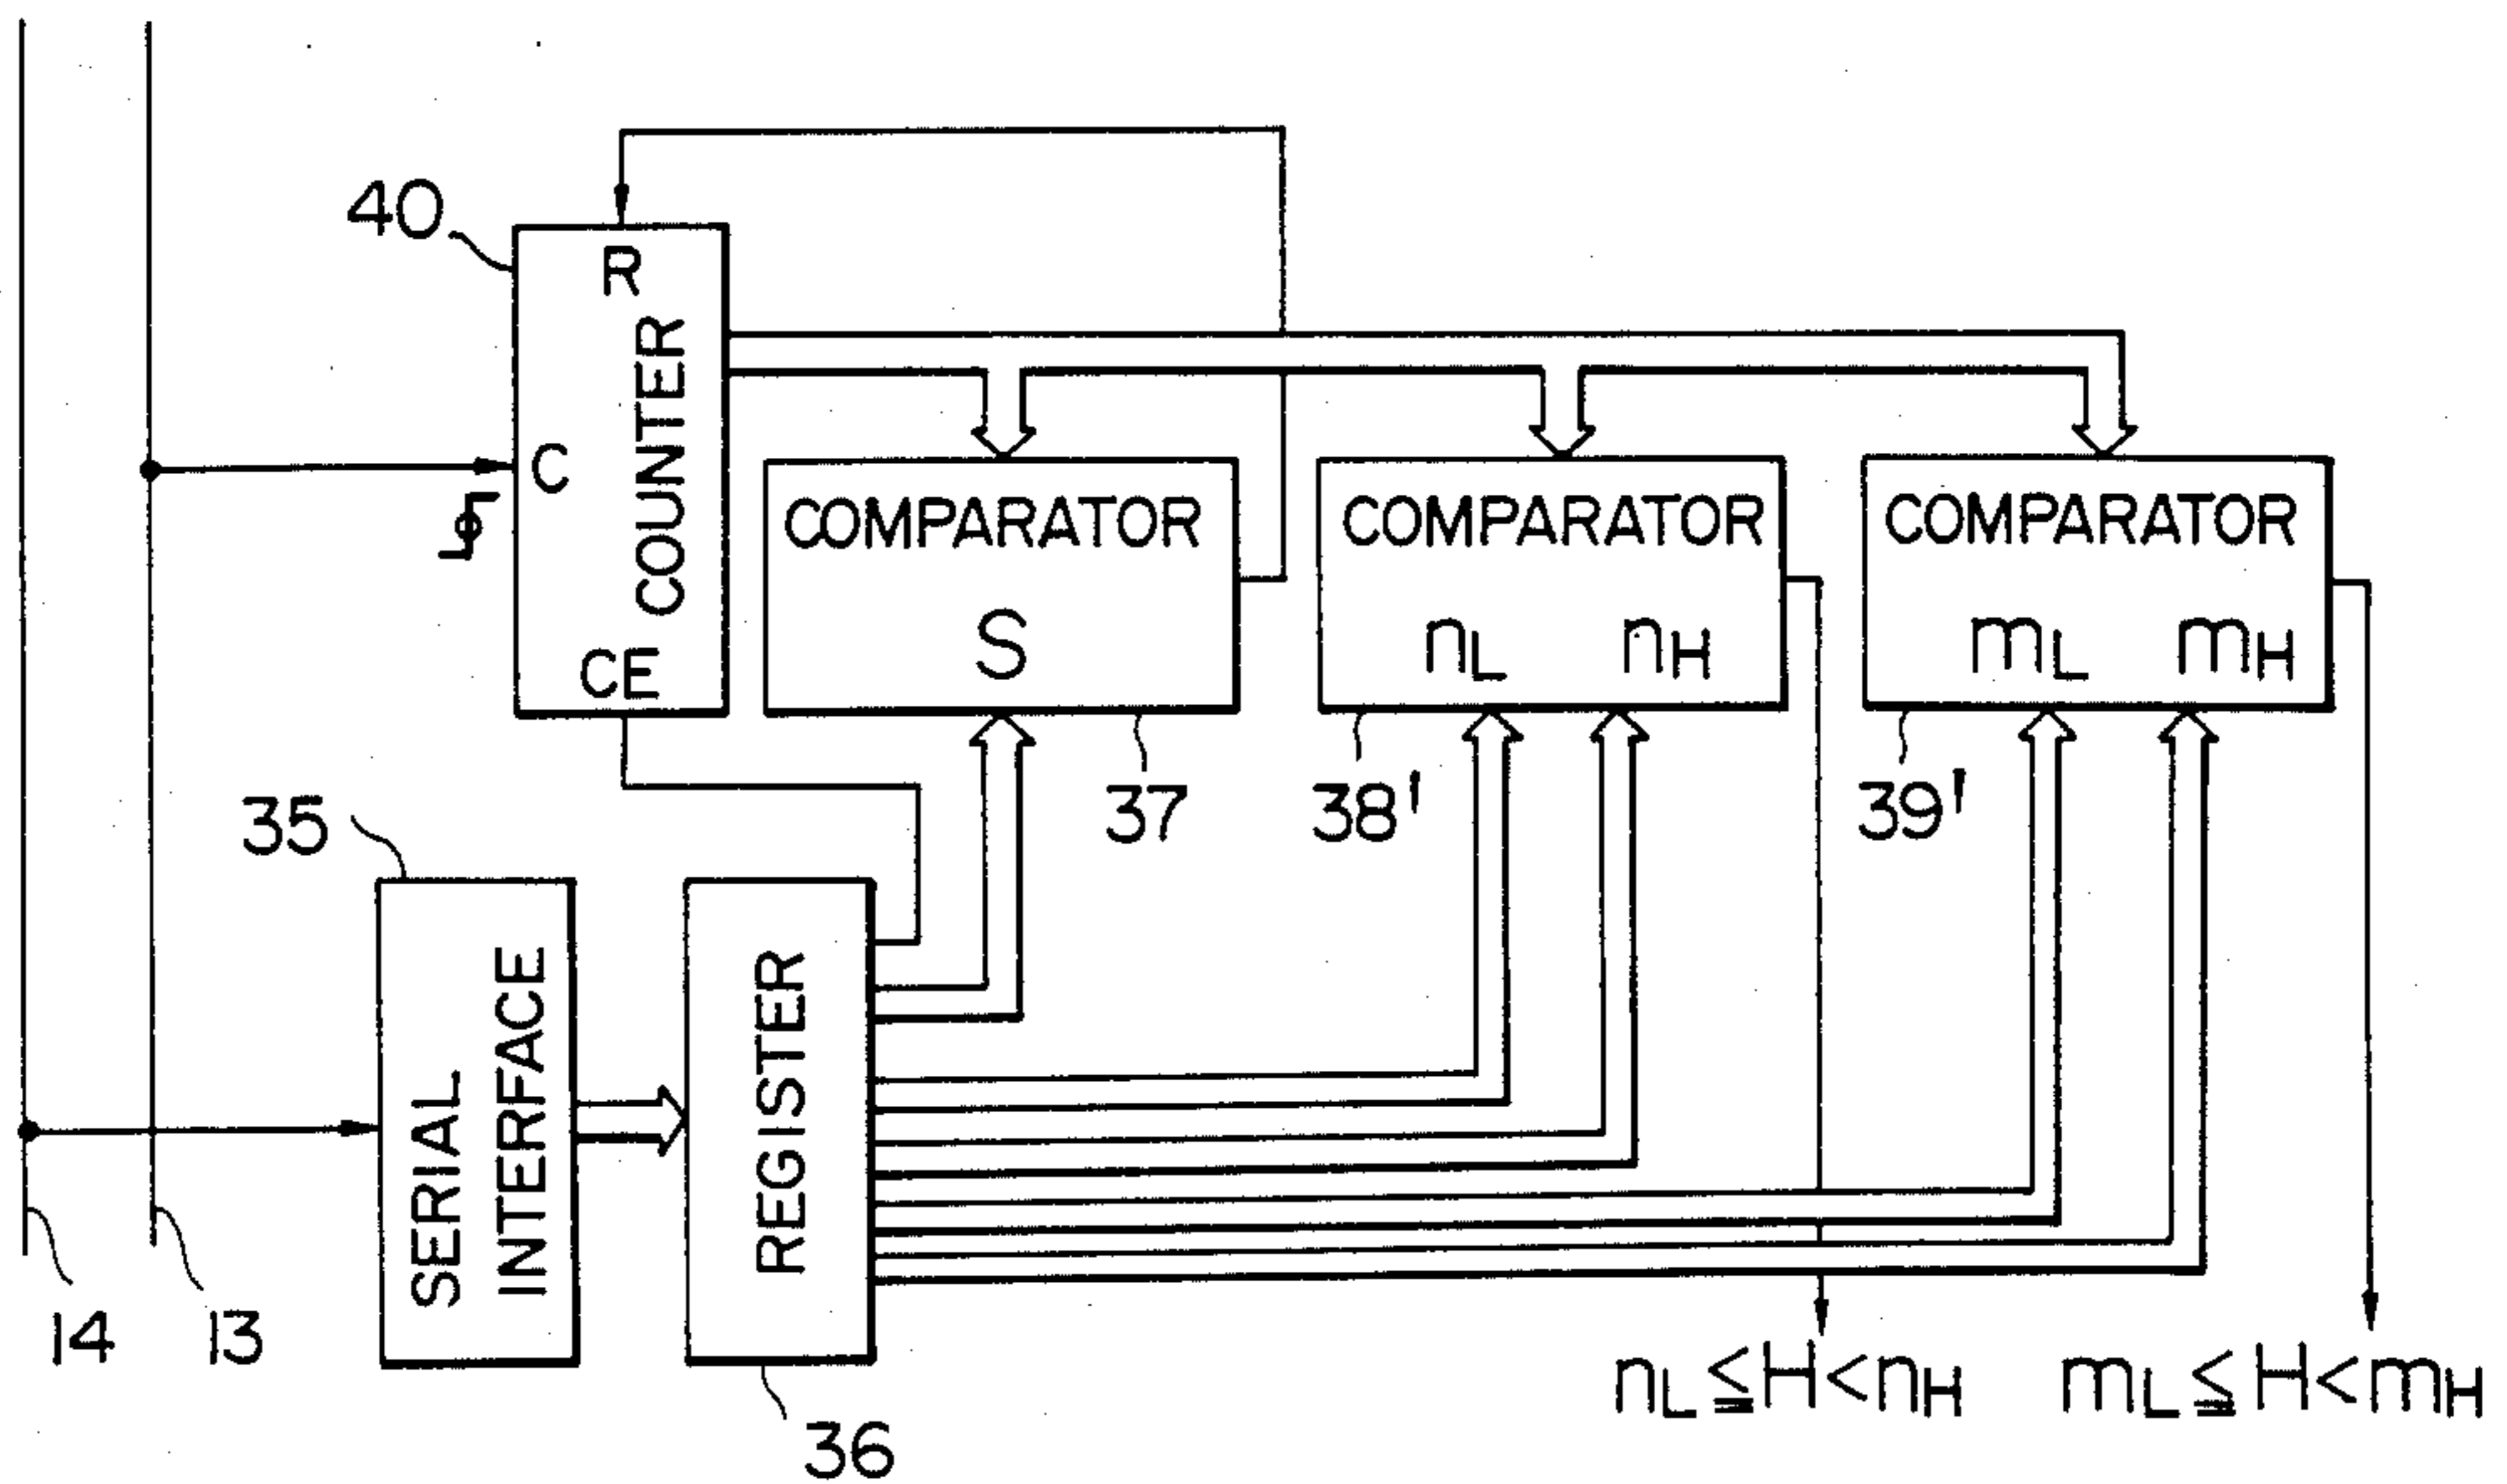 40
R
COUNTER
C
CE
COMPARATOR
S
COMPARATOR
nL nH
COMPARATOR
mL mH
37
38'
39'
35
SERIAL
INTERFACE
REGISTER
14
13
36
nL≦H<nH
mL≦H<mH